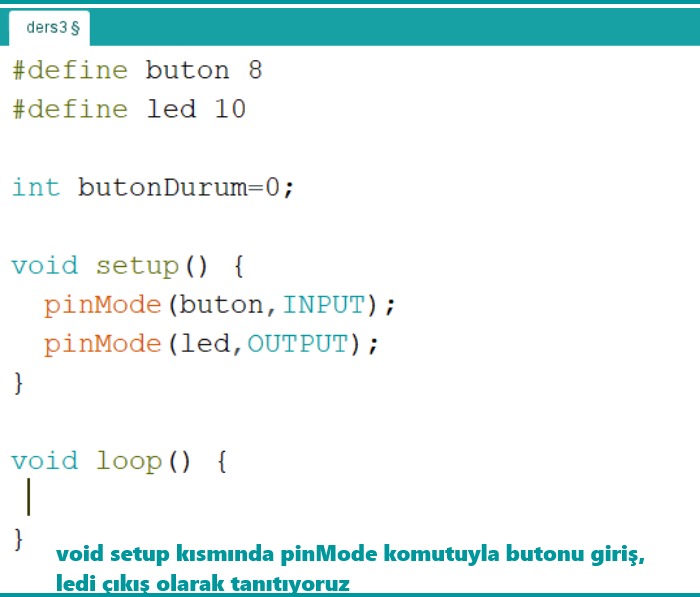 ders3 §
#define buton 8
#define led 10
int butonDurum=0;
void setup() {
pinMode(buton,INPUT);
pinMode(led,OUTPUT);
}
void loop() {
}
void setup kısmında pinMode komutuyla butonu giriş,
ledi çıkış olarak tanıtıyoruz